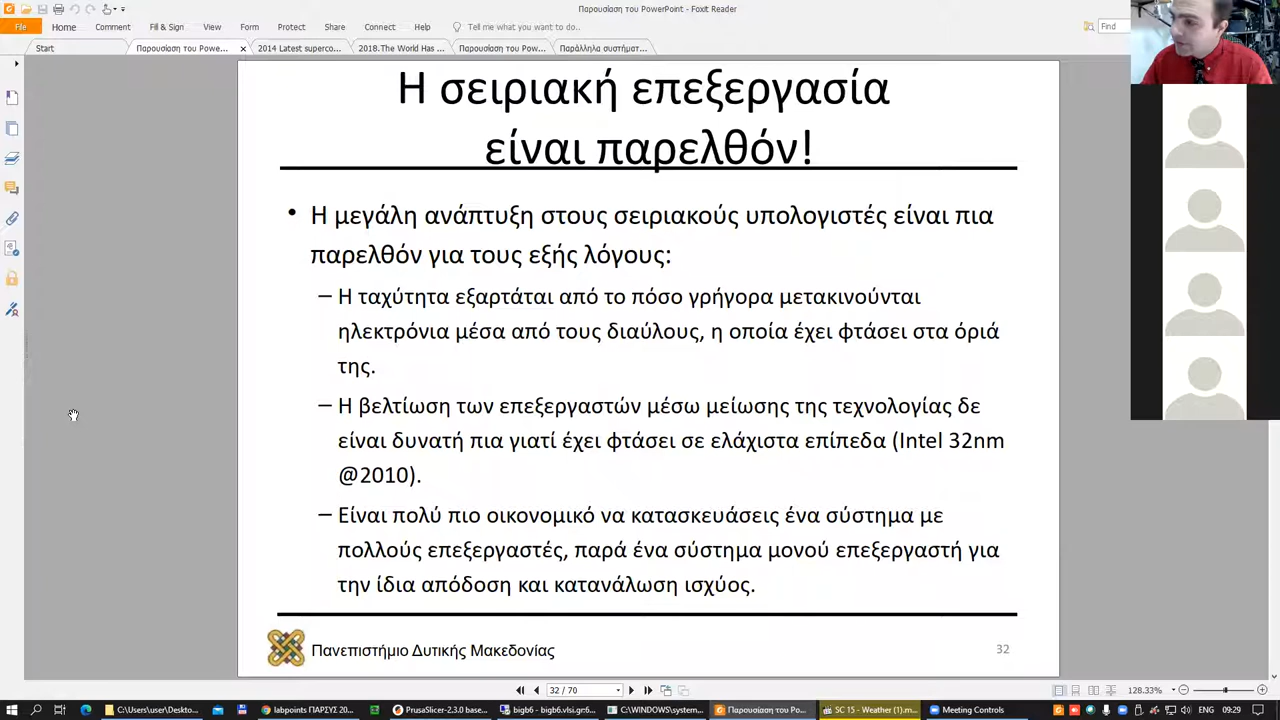 Παρουσίαση του PowerPoint - Foxit Reader
File Home Comment Fill & Sign View Form Protect Share Connect Help Tell me what you want to do... Find
Start Παρουσίαση του Powe... × 2014 Latest superco... 2018.The World Has ... Παρουσίαση του Pow... Παράλληλα συστήματ...
Η σειριακή επεξεργασία
είναι παρελθόν!
• Η μεγάλη ανάπτυξη στους σειριακούς υπολογιστές είναι πια
παρελθόν για τους εξής λόγους:
– Η ταχύτητα εξαρτάται από το πόσο γρήγορα μετακινούνται
ηλεκτρόνια μέσα από τους διαύλους, η οποία έχει φτάσει στα όριά
της.
– Η βελτίωση των επεξεργαστών μέσω μείωσης της τεχνολογίας δε
είναι δυνατή πια γιατί έχει φτάσει σε ελάχιστα επίπεδα (Intel 32nm
@2010).
– Είναι πολύ πιο οικονομικό να κατασκευάσεις ένα σύστημα με
πολλούς επεξεργαστές, παρά ένα σύστημα μονού επεξεργαστή για
την ίδια απόδοση και κατανάλωση ισχύος.
Πανεπιστήμιο Δυτικής Μακεδονίας 32
32 / 70 128.33%
C:\Users\user\Deskto... labpoints ΠΑΡΙΣΥΣ 20... PrusaSlicer-2.3.0 base... bigb6 - bigb6.vlsi.gr:6... C:\WINDOWS\system... Παρουσίαση του Po... SC 15 - Weather (1).m... Meeting Controls ENG 09:29